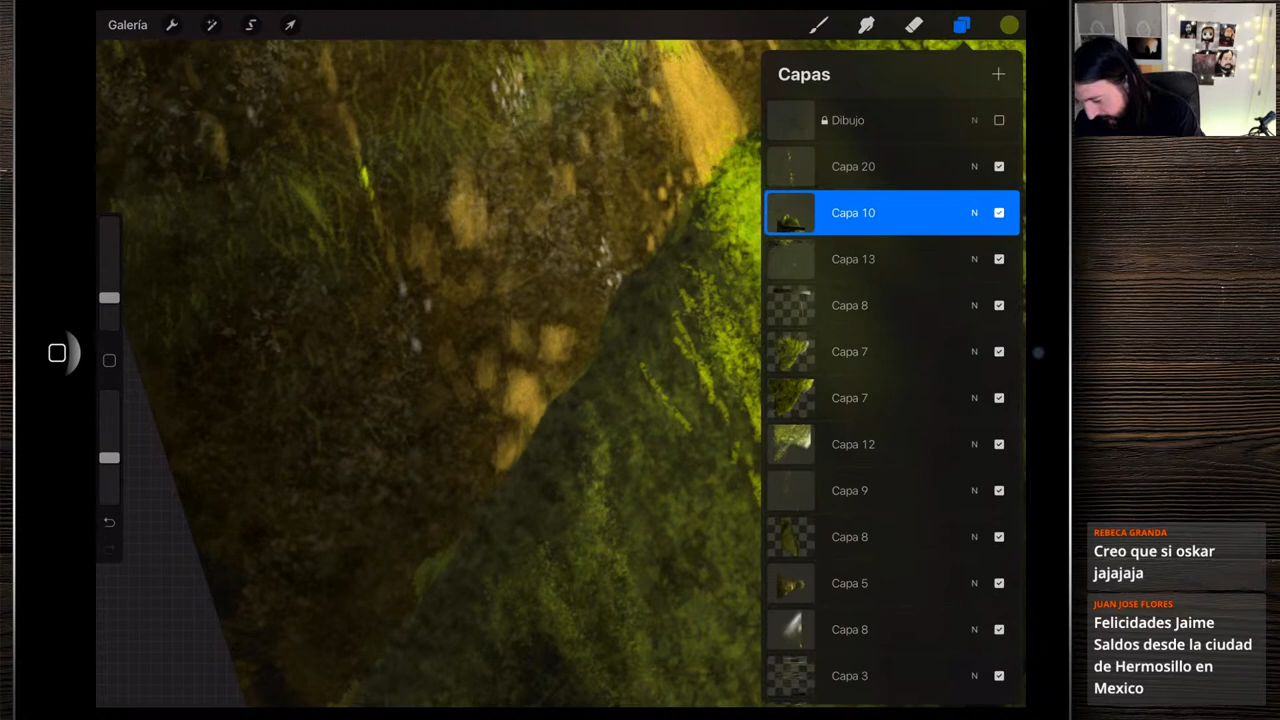 Galería
Capas
Dibujo N
Capa 20 N
Capa 10 N
Capa 13 N
Capa 8 N
Capa 7 N
Capa 7 N
Capa 12 N
Capa 9 N
Capa 8 N
Capa 5 N
Capa 8 N
Capa 3 N
REBECA GRANDA
Creo que si oskar
jajajaja
JUAN JOSE FLORES
Felicidades Jaime
Saldos desde la ciudad
de Hermosillo en
Mexico